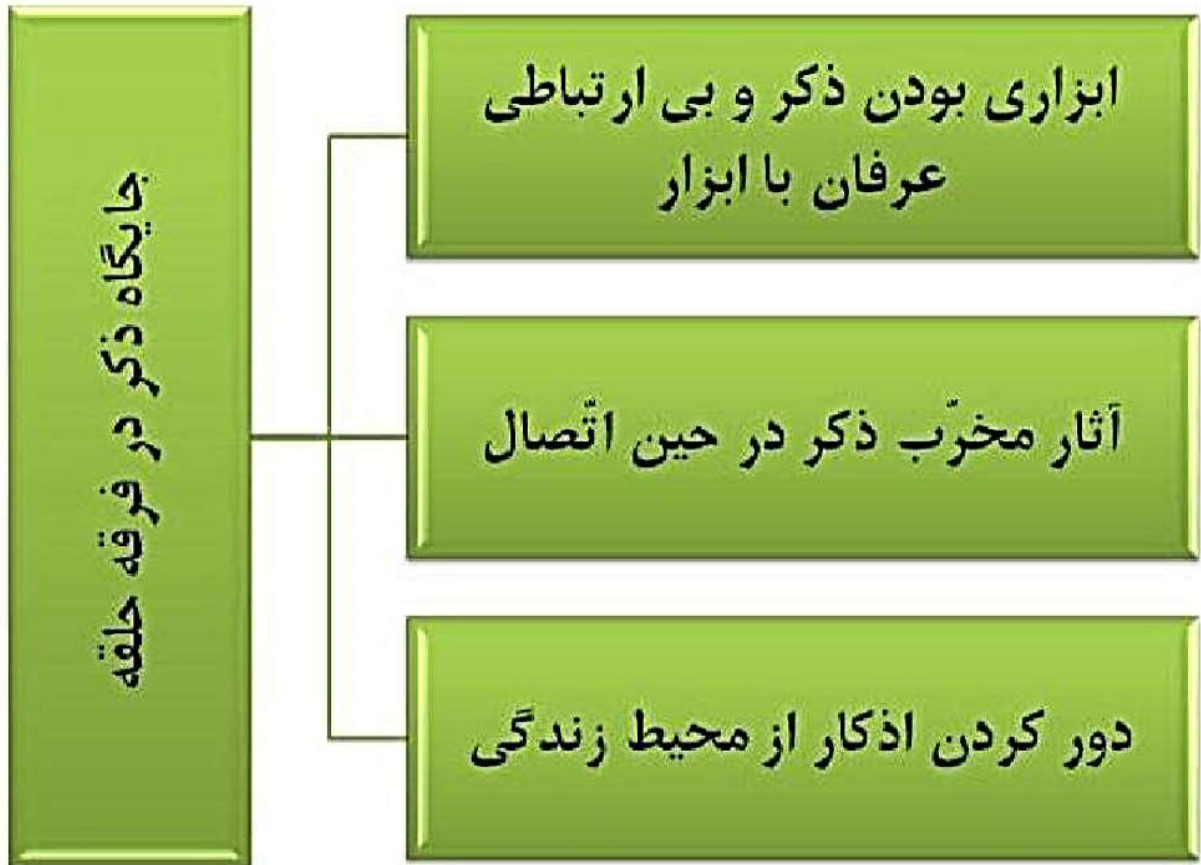 جایگاه ذکر در فرقه حلقه
ابزاری بودن ذکر و بی ارتباطی
عرفان با ابزار
آثار مخرّب ذکر در حین اتّصال
دور کردن اذکار از محیط زندگی